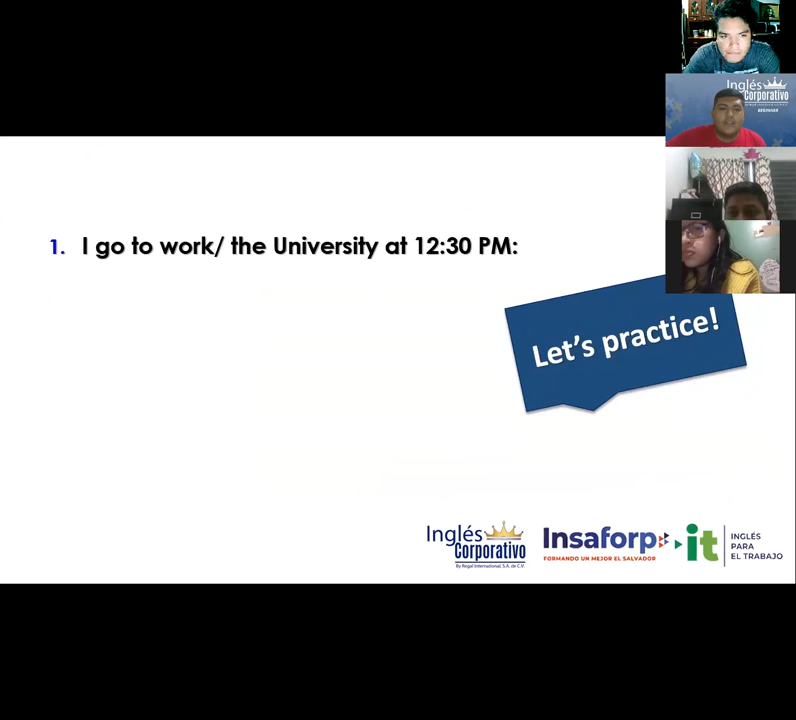 Inglés
Corporativo
BEGINNER
1. I go to work/ the University at 12:30 PM:
Let's practice!
Inglés
Corporativo
By Regal International, S.A. de C.V.
Insaforp
FORMANDO UN MEJOR EL SALVADOR
it
INGLÉS
PARA
EL TRABAJO